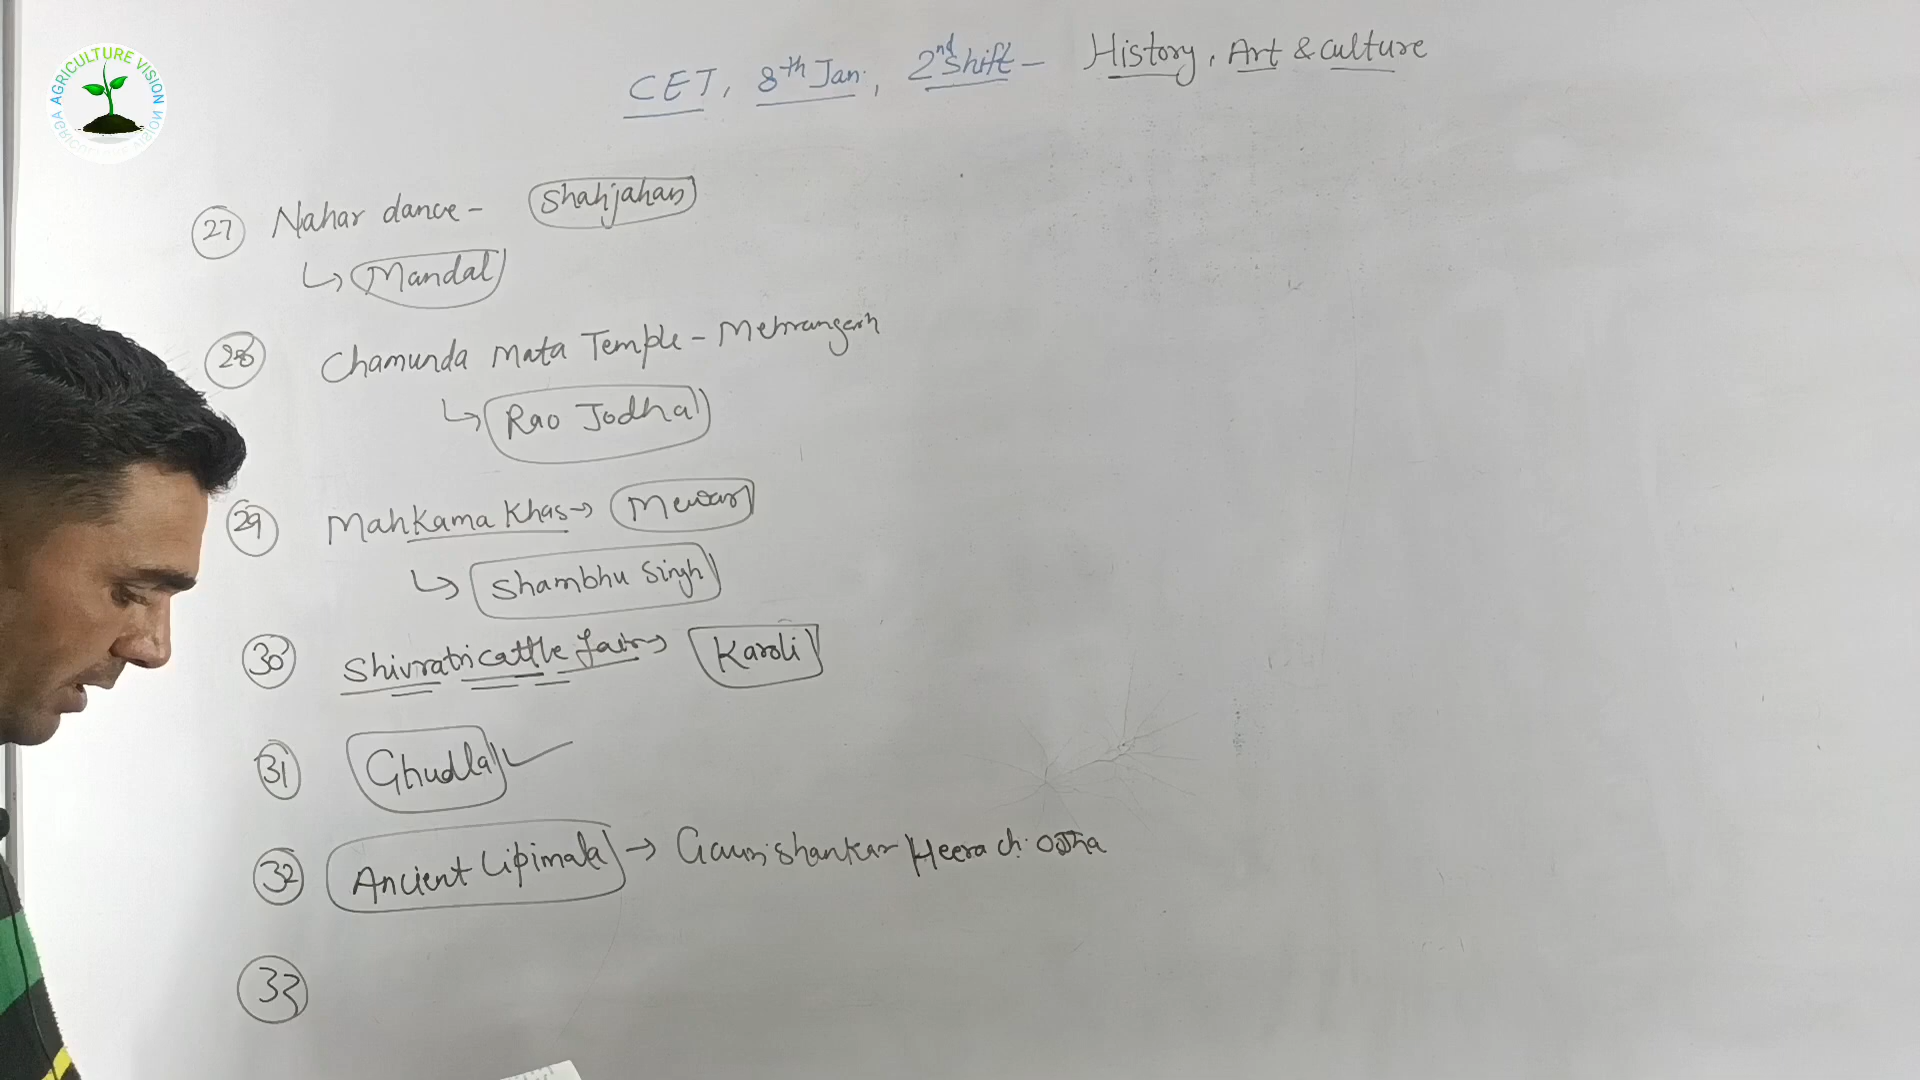 AGRICULTURE VISION
CET, 8th Jan, 2nd Shift - History, Art & culture
27 Nahar dance - Shahjahan
↳ Mandal
28 Chamunda Mata Temple - Mehrangarh
↳ Rao Jodha
29 Mahkama Khas → Mewar
↳ Shambhu Singh
30 Shivratri cattle fair → Karoli
31 Ghudla ✓
32 Ancient Lipimala → Gaurishankar Heera ch. Ojha
33